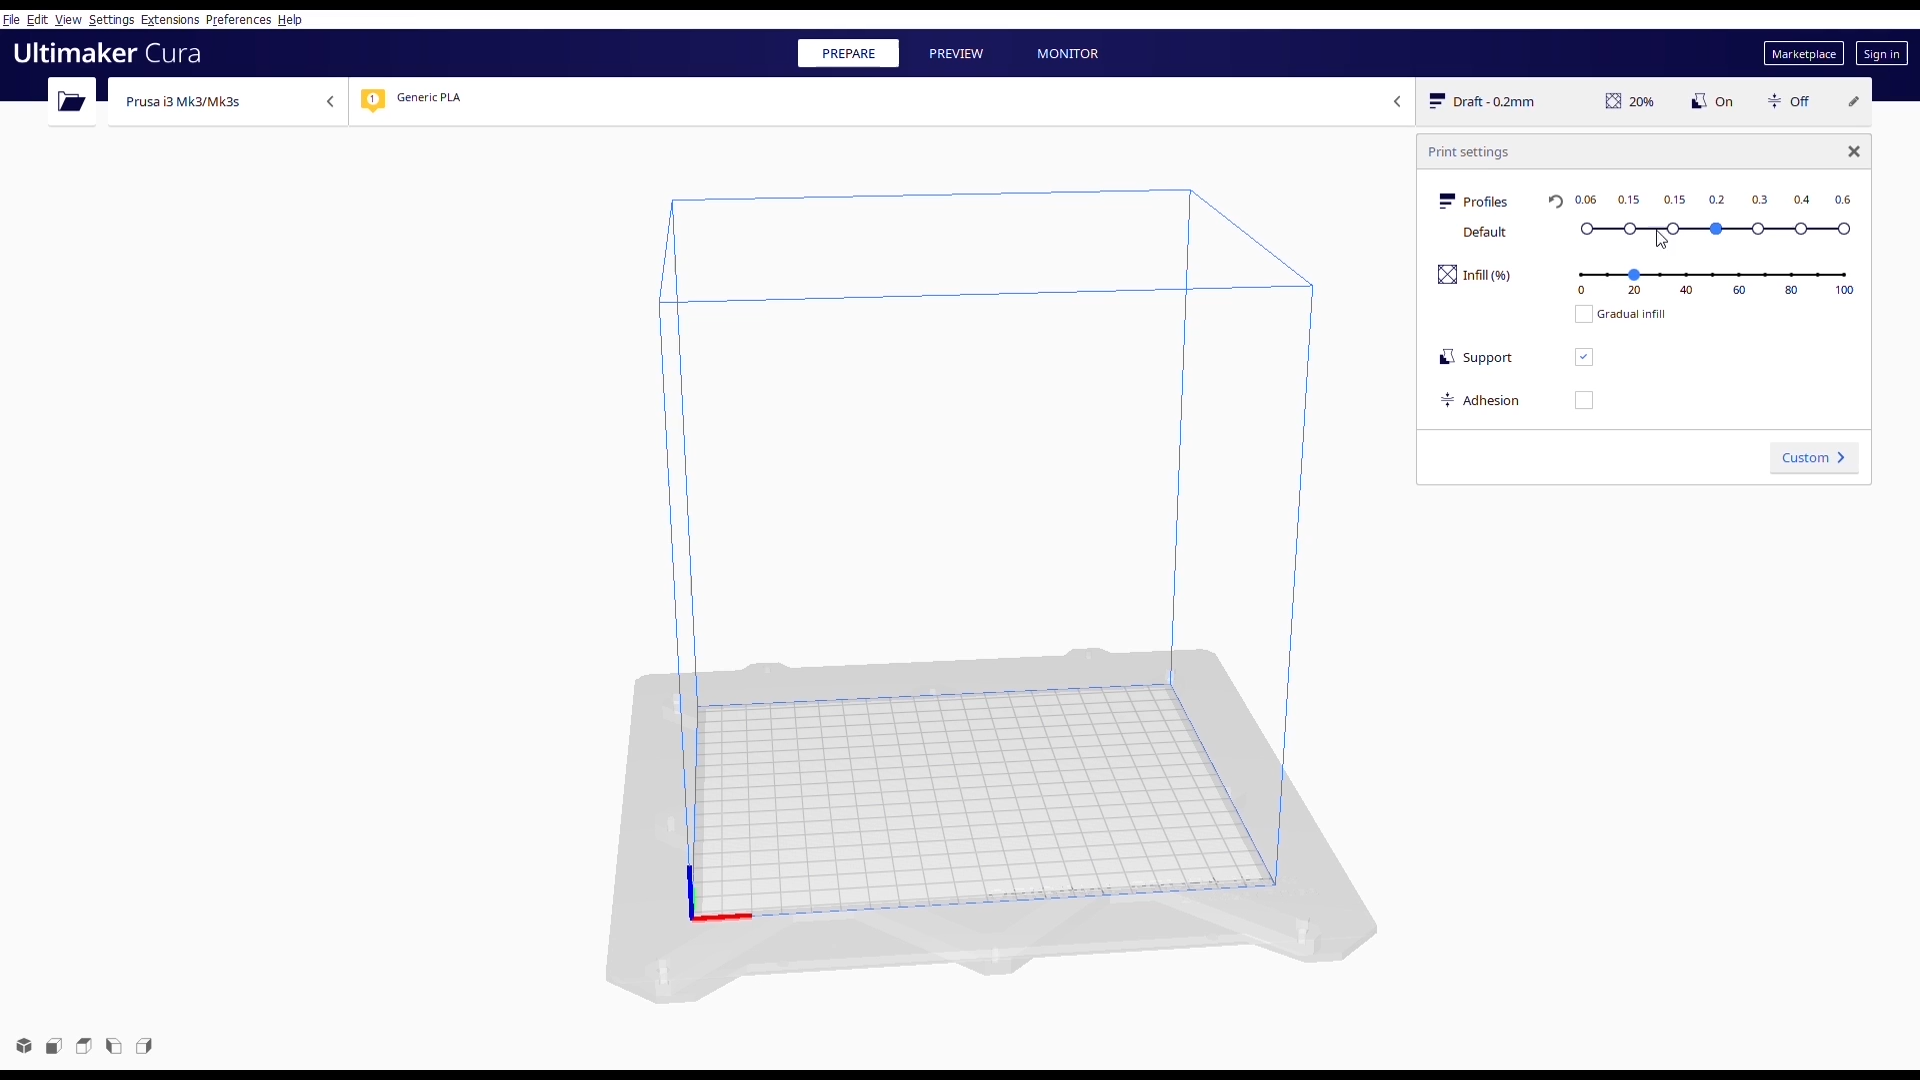 File Edit View Settings Extensions Preferences Help
Ultimaker Cura
PREPARE PREVIEW MONITOR
Marketplace Sign in
Prusa i3 Mk3/Mk3s
1 Generic PLA
Draft - 0.2mm 20% On Off
Print settings
Profiles 0.06 0.15 0.15 0.2 0.3 0.4 0.6
Default
Infill (%)
0 20 40 60 80 100
Gradual infill
Support
Adhesion
Custom